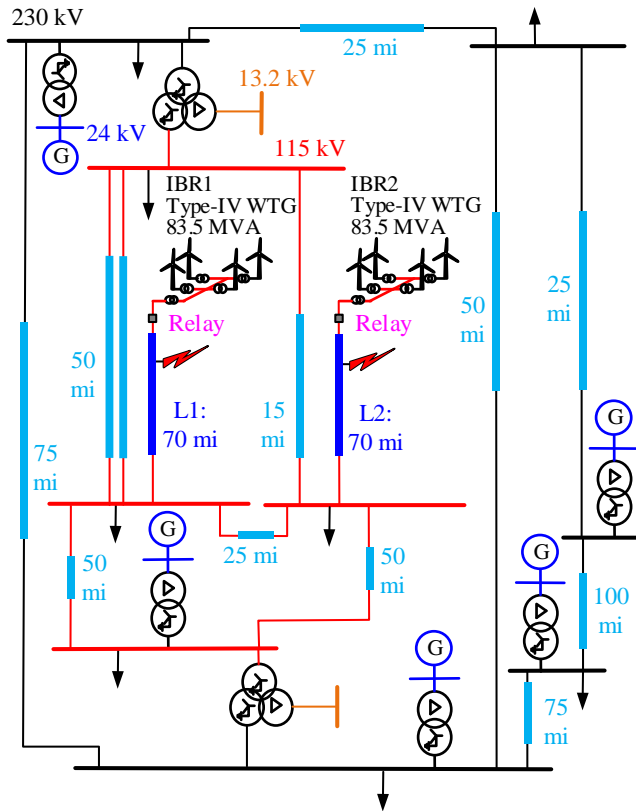 230 kV
25 mi
13.2 kV
24 kV
G
115 kV
IBR1
Type-IV WTG
83.5 MVA
IBR2
Type-IV WTG
83.5 MVA
Relay
Relay
50
mi
25
mi
50
mi
15
mi
L1:
70 mi
L2:
70 mi
75
mi
G
G
25 mi
50
mi
50
mi
G
100
mi
G
75
mi